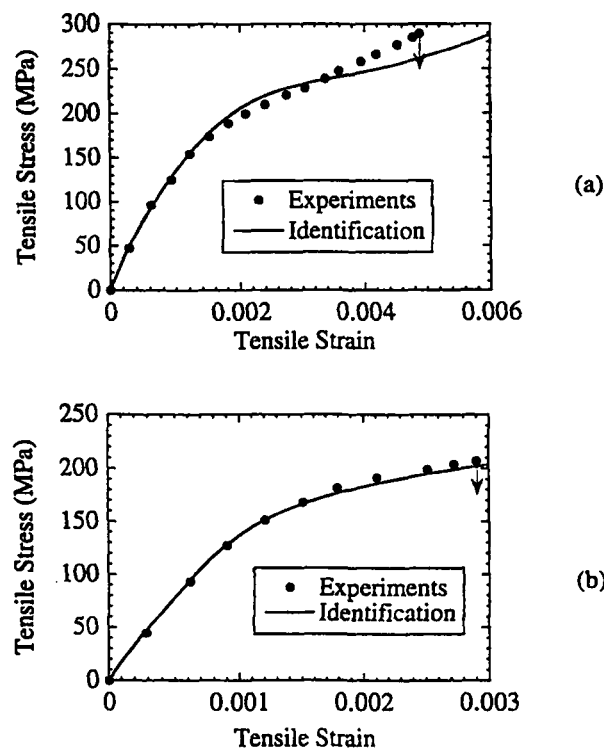 300
250
200
150
100
50
0
Tensile Stress (MPa)
Experiments
Identification
(a)
0 0.002 0.004 0.006
Tensile Strain
250
200
150
100
50
0
Tensile Stress (MPa)
Experiments
Identification
(b)
0 0.001 0.002 0.003
Tensile Strain